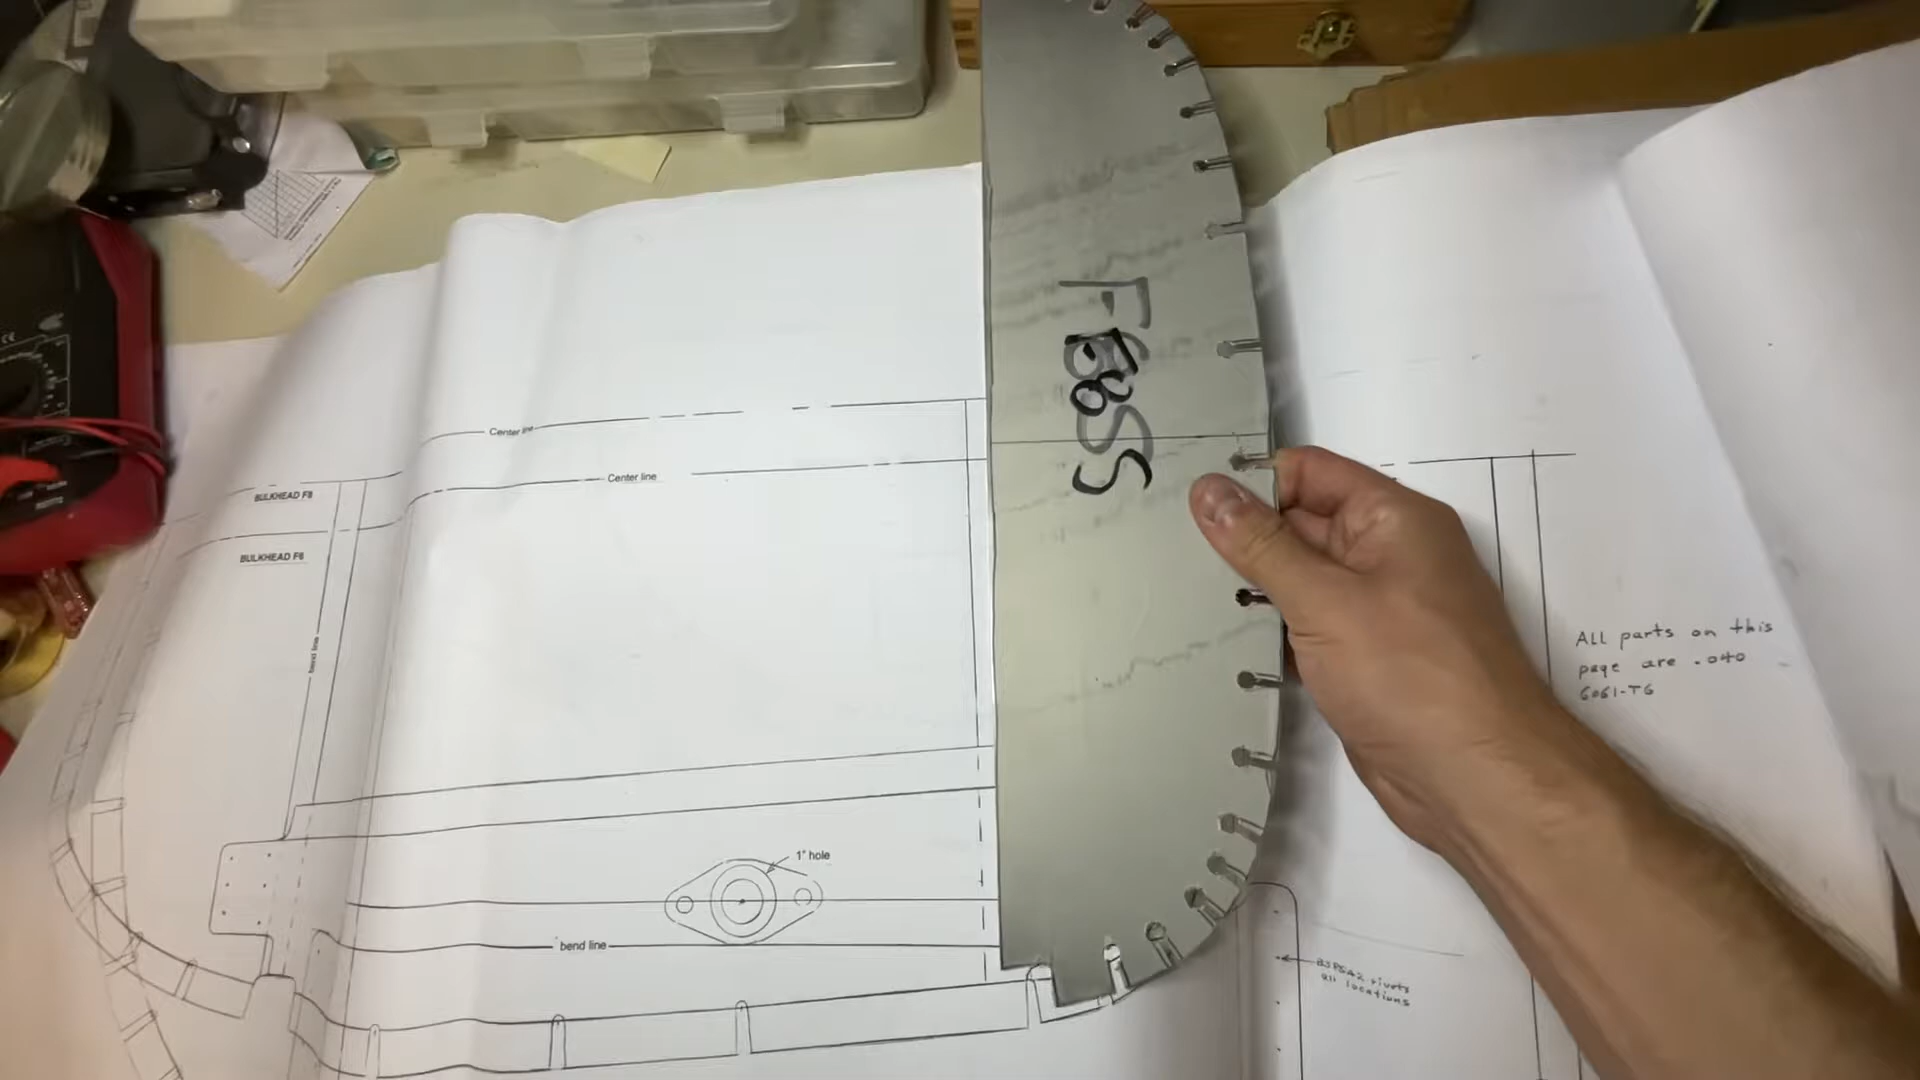 Center line
Center line
BULKHEAD F8
BULKHEAD F6
bend line
1" hole
bend line
All parts on this
page are .040
6061-T6
rivets
all locations